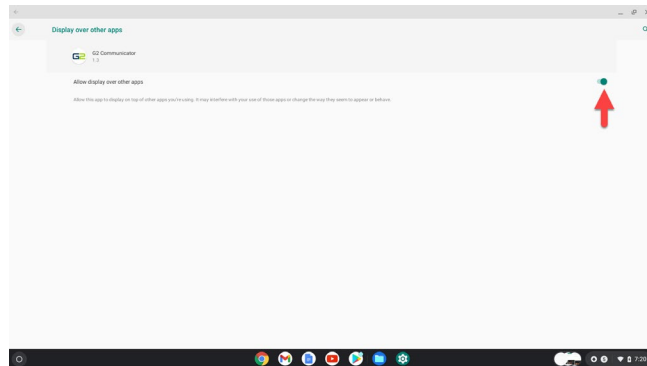 Display over other apps
G2 G2 Communicator
1.0
Allow display over other apps
Allow this app to display on top of other apps you're using. It may interfere with your use of those apps or change the way they seem to appear or behave.
7:20